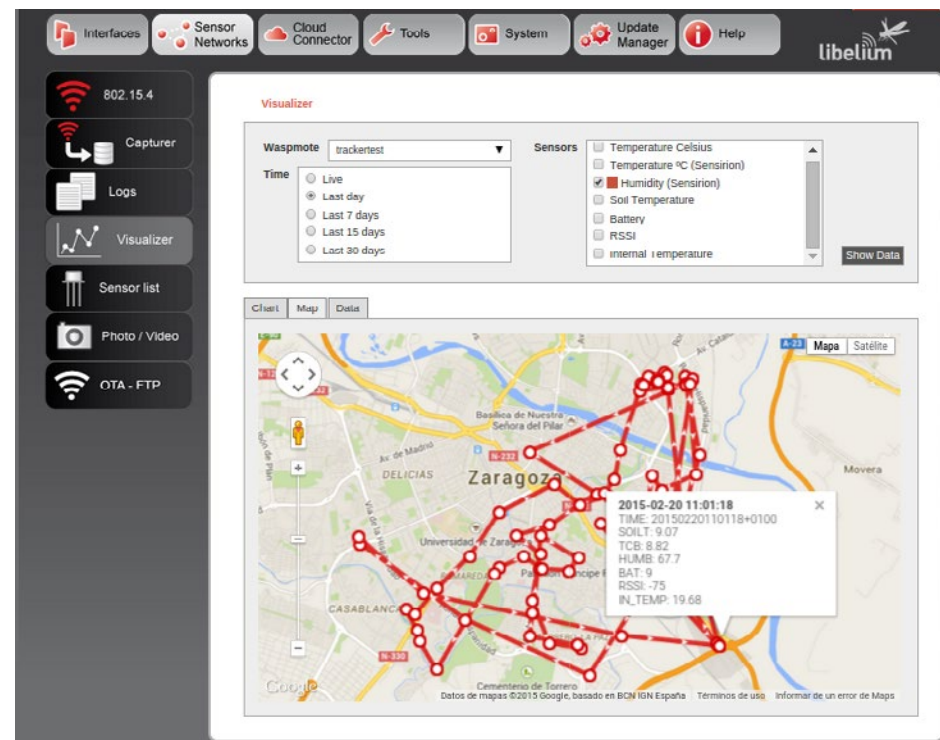 Interfaces
Sensor
Networks
Cloud
Connector
Tools
System
Update
Manager
Help
libelium
802.15.4
Capturer
Logs
Visualizer
Sensor list
Photo / Video
OTA - FTP
Visualizer
Waspmote
trackertest
Time
Live
Last day
Last 7 days
Last 15 days
Last 30 days
Sensors
Temperature Celsius
Temperature ºC (Sensirion)
Humidity (Sensirion)
Soil Temperature
Battery
RSSI
Internal Temperature
Show Data
Chart
Map
Data
A-23
Mapa
Satélite
Av. Cataluña
Basílica de Nuestra
Señora del Pilar
N-232
Av. de Madrid
DELICIAS
Zaragoza
Movera
Vía de la Hispanidad
Universidad de Zaragoza
CASABLANCA
N-330
2015-02-20 11:01:18
TIME: 20150220110118+0100
SOILT: 9.07
TCB: 8.82
HUMB: 67.7
BAT: 9
RSSI: -75
IN_TEMP: 19.68
Google
Cementerio de Torrero
Datos de mapas ©2015 Google, basado en BCN IGN España
Términos de uso
Informar de un error de Maps